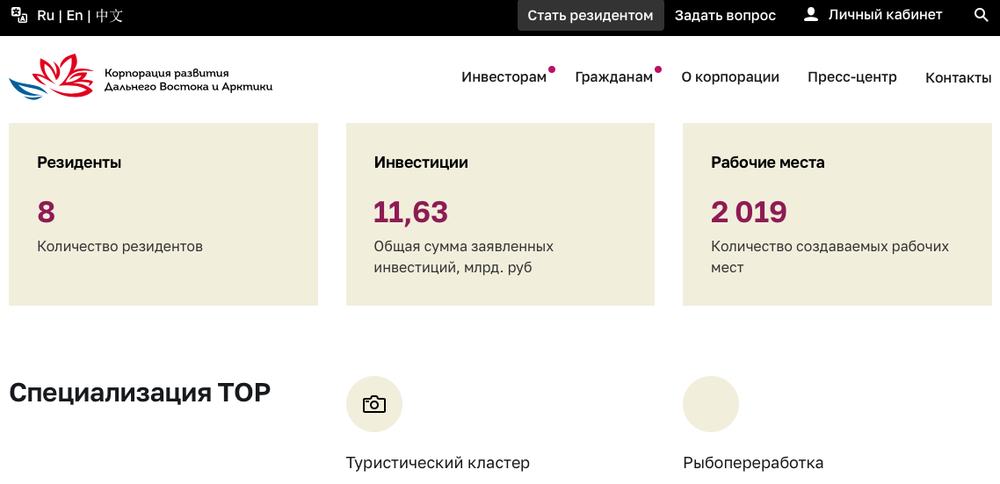 Ru | En | 中文
Стать резидентом
Задать вопрос
Личный кабинет
Корпорация развития
Дальнего Востока и Арктики
Инвесторам
Гражданам
О корпорации
Пресс-центр
Контакты
Резиденты
8
Количество резидентов
Инвестиции
11,63
Общая сумма заявленных
инвестиций, млрд. руб
Рабочие места
2 019
Количество создаваемых рабочих
мест
Специализация ТОР
Туристический кластер
Рыбопереработка